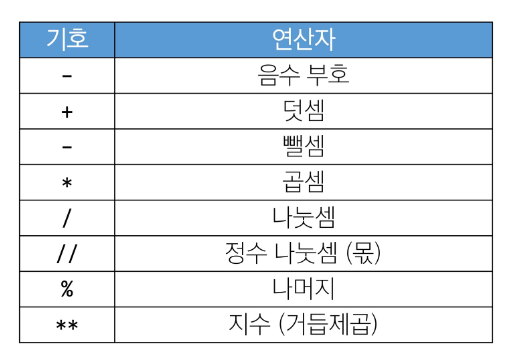 기호 연산자
- 음수 부호
+ 덧셈
- 뺄셈
* 곱셈
/ 나눗셈
// 정수 나눗셈 (몫)
% 나머지
** 지수 (거듭제곱)